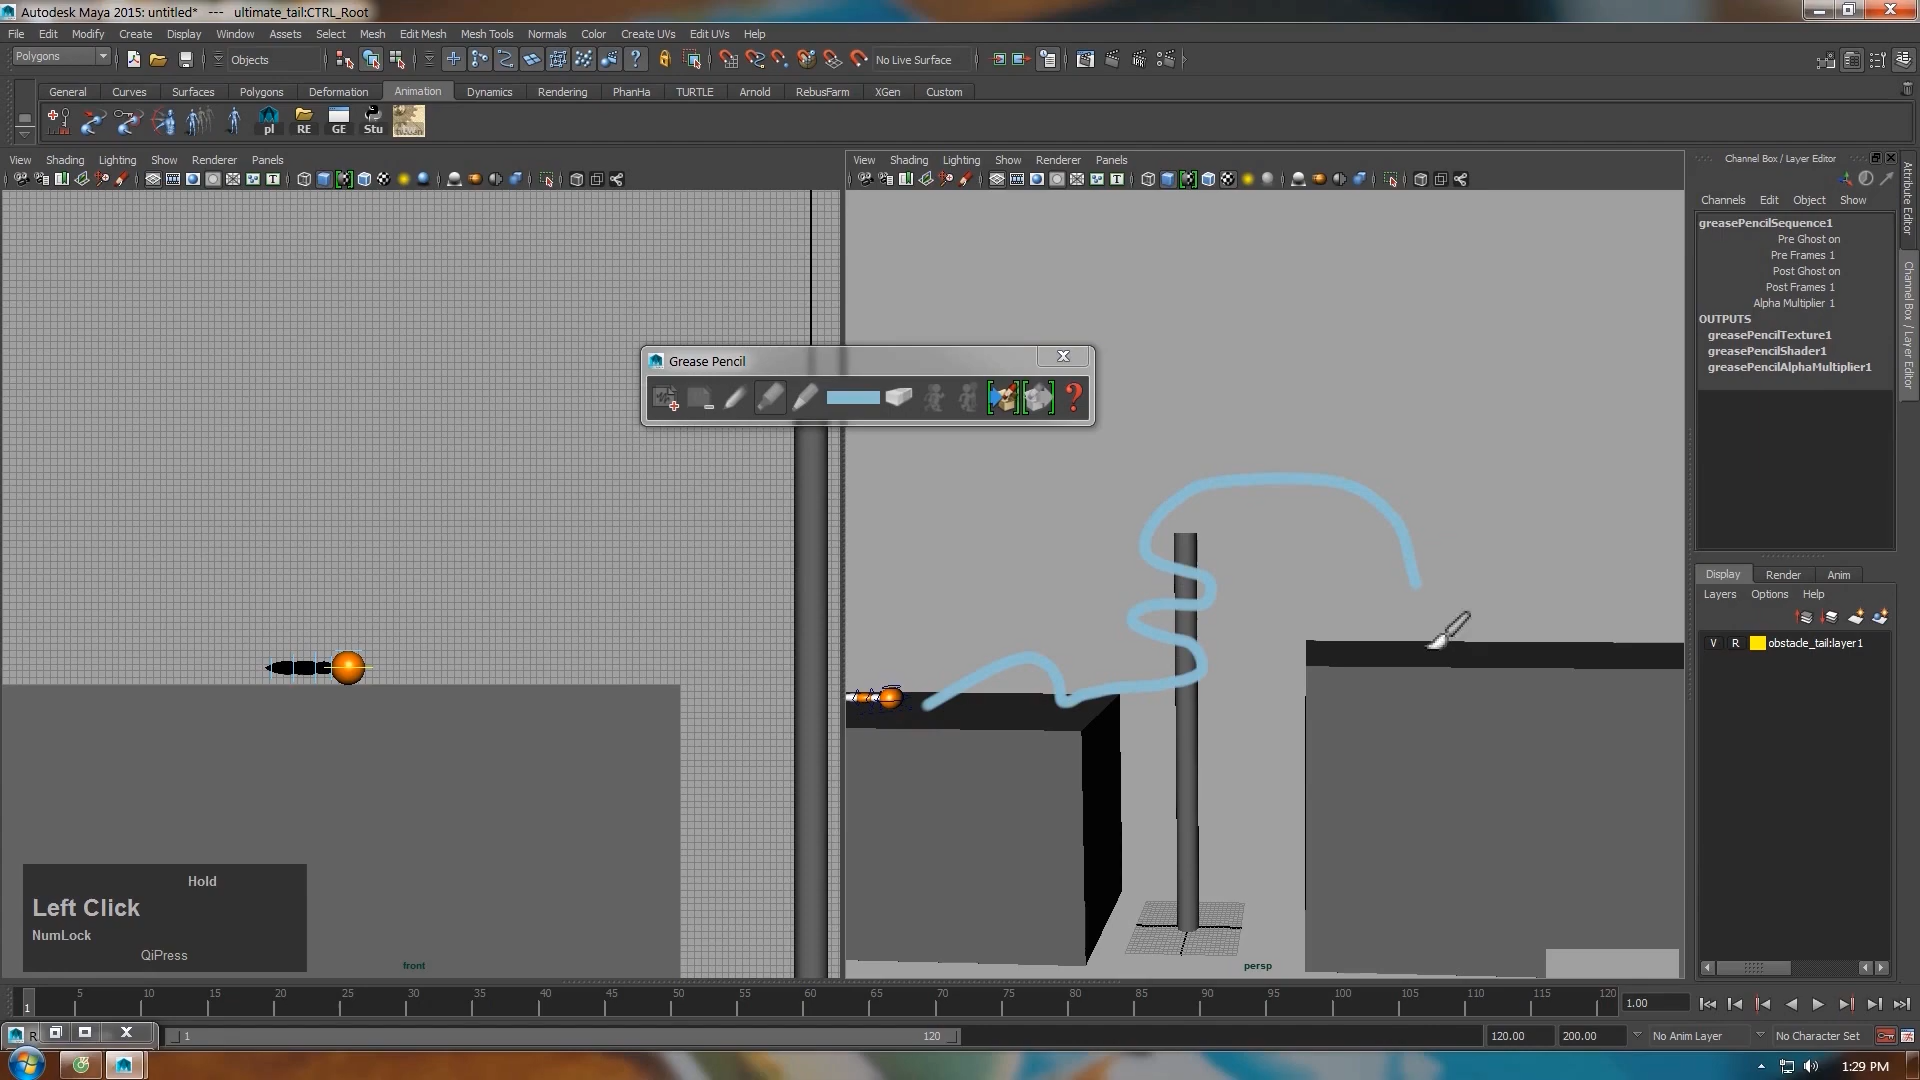 Autodesk Maya 2015: untitled*   ---   ultimate_tail:CTRL_Root
File Edit Modify Create Display Window Assets Select Mesh Edit Mesh Mesh Tools Normals Color Create UVs Edit UVs Help
Polygons Objects No Live Surface
General Curves Surfaces Polygons Deformation Animation Dynamics Rendering PhanHa TURTLE Arnold RebusFarm XGen Custom
pl RE GE Stu
View Shading Lighting Show Renderer Panels
View Shading Lighting Show Renderer Panels
Channel Box / Layer Editor
Channels Edit Object Show
greasePencilSequence1
Pre Ghost on
Pre Frames 1
Post Ghost on
Post Frames 1
Alpha Multiplier 1
OUTPUTS
greasePencilTexture1
greasePencilShader1
greasePencilAlphaMultiplier1
Attribute Editor
Channel Box / Layer Editor
Grease Pencil
Display Render Anim
Layers Options Help
V R obstacle_tail:layer1
Hold
Left Click
NumLock
QiPress
front
persp
5 10 15 20 25 30 35 40 45 50 55 60 65 70 75 80 85 90 95 100 105 110 115 120
1
1.00
R
1 120
120.00 200.00 No Anim Layer No Character Set
1:29 PM